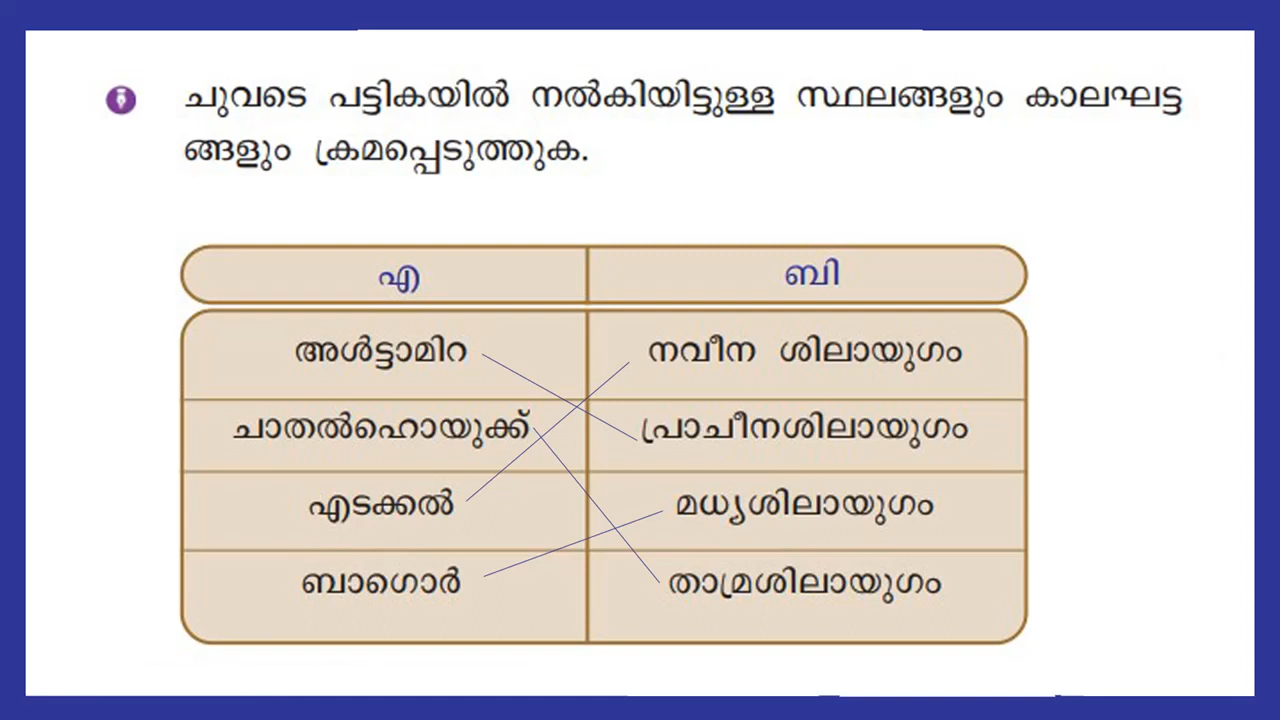 ചുവടെ പട്ടികയിൽ നൽകിയിട്ടുള്ള സ്ഥലങ്ങളും കാലഘട്ട
ങ്ങളും ക്രമപ്പെടുത്തുക.
എ ബി
അൾട്ടാമിറ നവീന ശിലായുഗം
ചാതൽഹൊയുക്ക് പ്രാചീനശിലായുഗം
എടക്കൽ മധ്യശിലായുഗം
ബാഗൊർ താമ്രശിലായുഗം